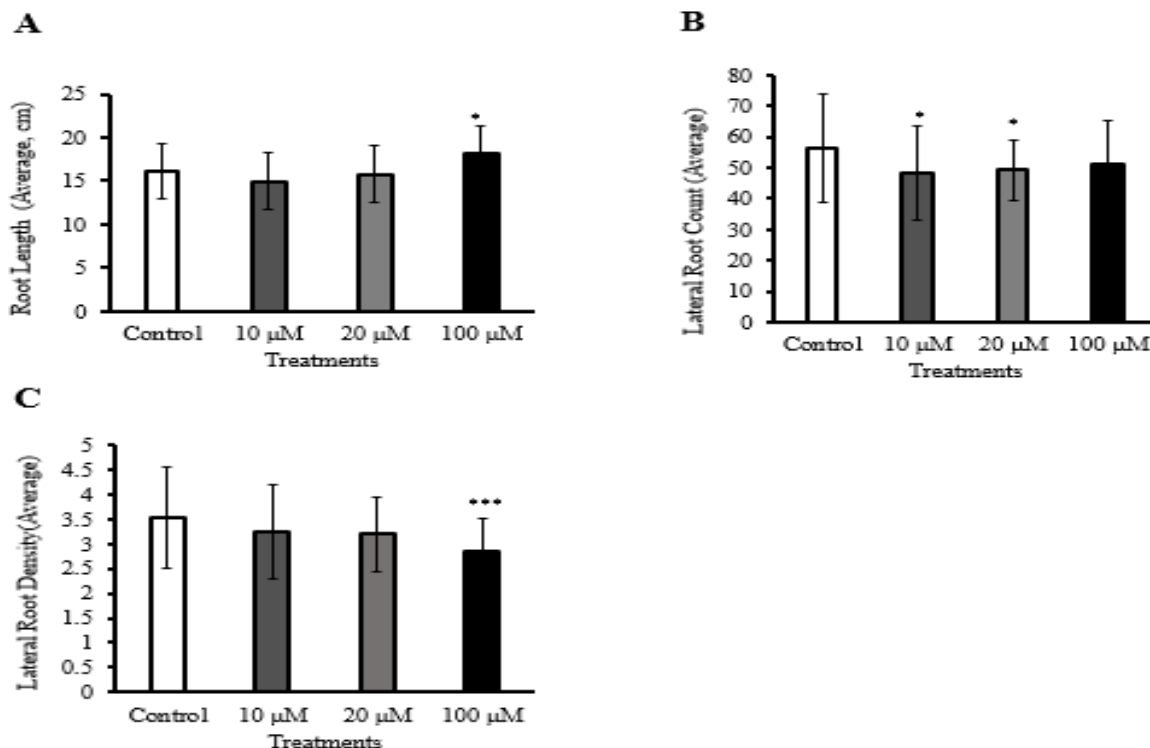 A
Root Length (Average, cm)
25
20
15
10
5
0
*
Control 10 µM 20 µM 100 µM
Treatments
B
Lateral Root Count (Average)
80
70
60
50
40
30
20
10
0
* *
Control 10 µM 20 µM 100 µM
Treatments
C
Lateral Root Density(Average)
5
4.5
4
3.5
3
2.5
2
1.5
1
0.5
0
***
Control 10 µM 20 µM 100 µM
Treatments